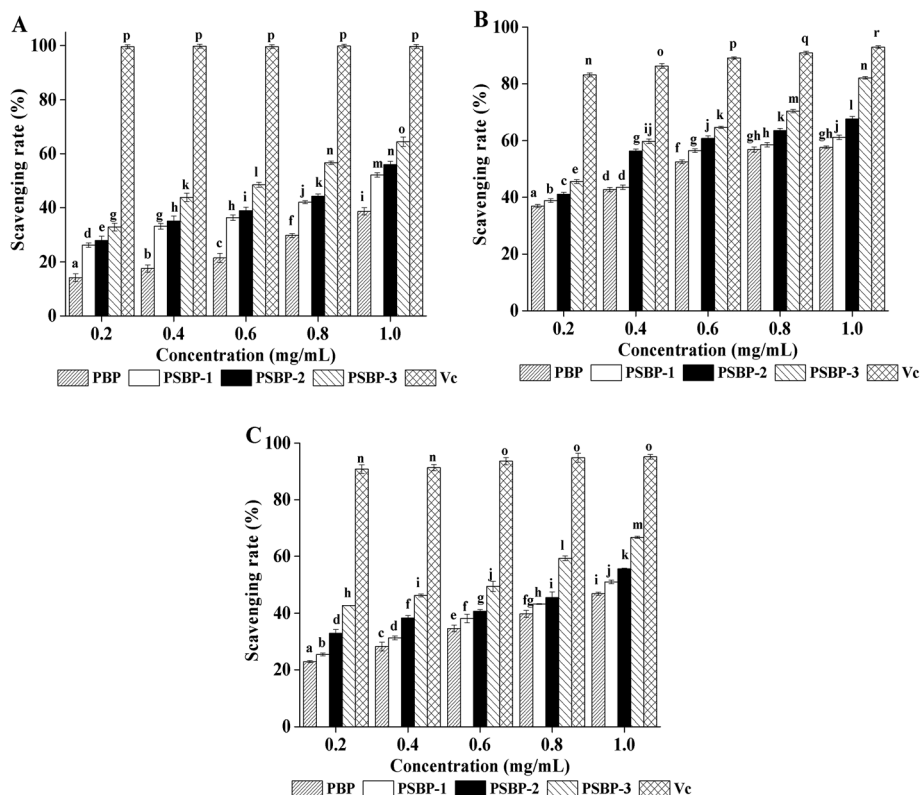 A
Scavenging rate (%)
100
80
60
40
20
0
a d e g p
b g h k p
c h i l p
f j k n p
i m n o p
0.2 0.4 0.6 0.8 1.0
Concentration (mg/mL)
PBP PSBP-1 PSBP-2 PSBP-3 Vc
B
Scavenging rate (%)
100
80
60
40
20
0
a b c e n
d d g ij o
f g j k p
gh h k m q
gh j l n r
0.2 0.4 0.6 0.8 1.0
Concentration (mg/mL)
PBP PSBP-1 PSBP-2 PSBP-3 Vc
C
Scavenging rate (%)
100
80
60
40
20
0
a b d h n
c d f i n
e f g j o
fg h i l o
i j k m o
0.2 0.4 0.6 0.8 1.0
Concentration (mg/mL)
PBP PSBP-1 PSBP-2 PSBP-3 Vc